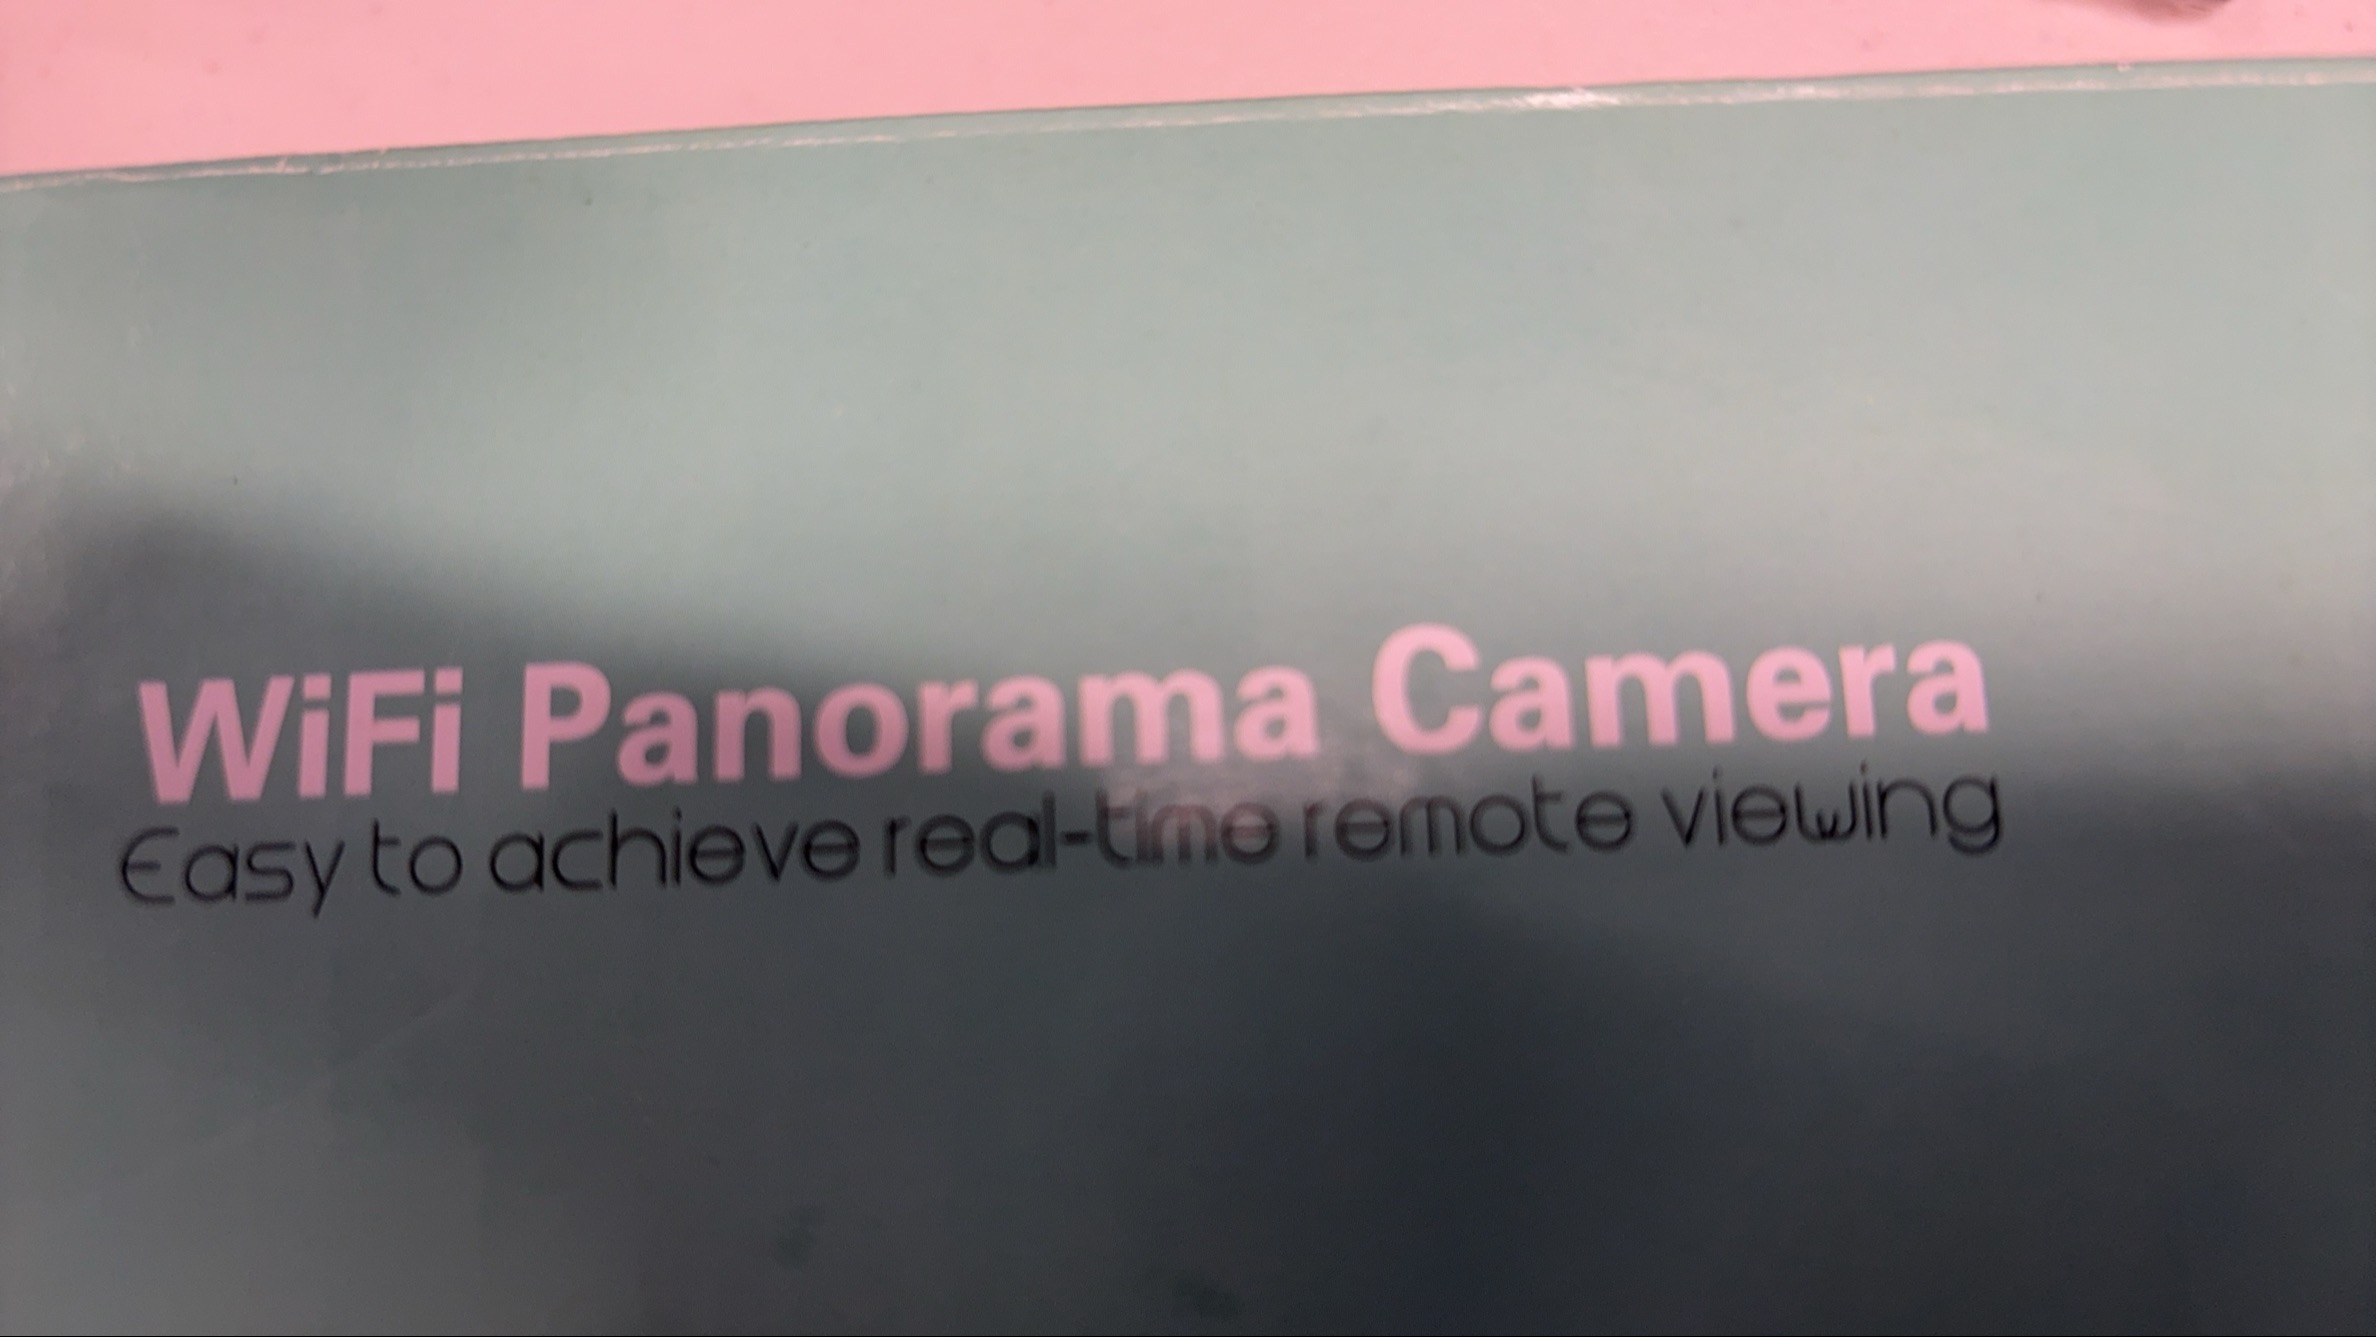 WiFi Panorama Camera
Easy to achieve real-time remote viewing